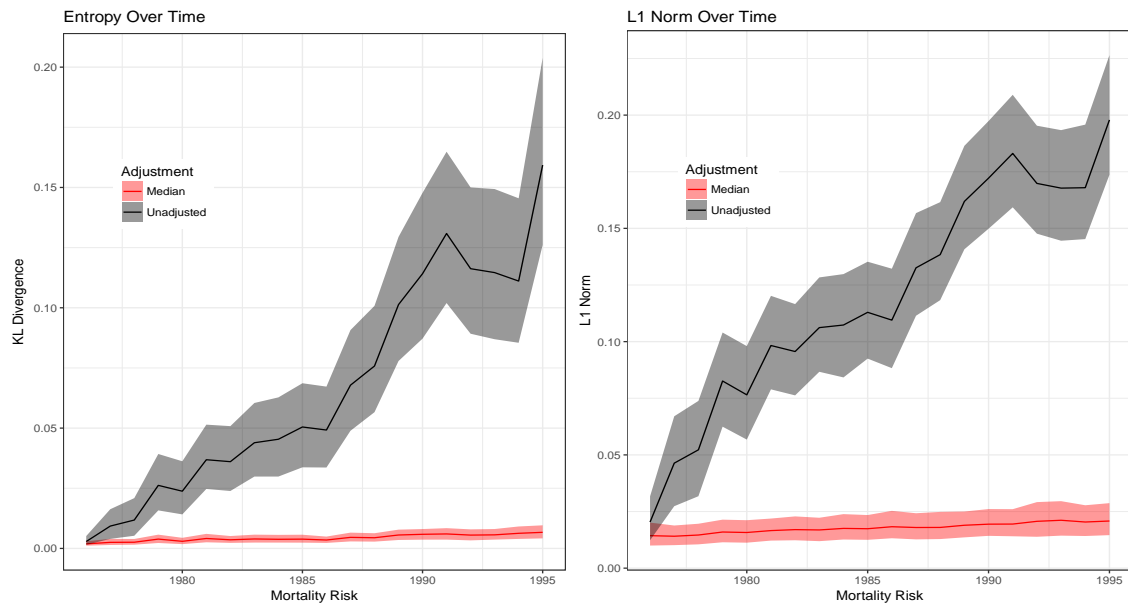 Entropy Over Time
0.20
0.15
0.10
0.05
0.00
KL Divergence
Adjustment
Median
Unadjusted
1980
1985
1990
1995
Mortality Risk
L1 Norm Over Time
0.20
0.15
0.10
0.05
0.00
L1 Norm
Adjustment
Median
Unadjusted
1980
1985
1990
1995
Mortality Risk